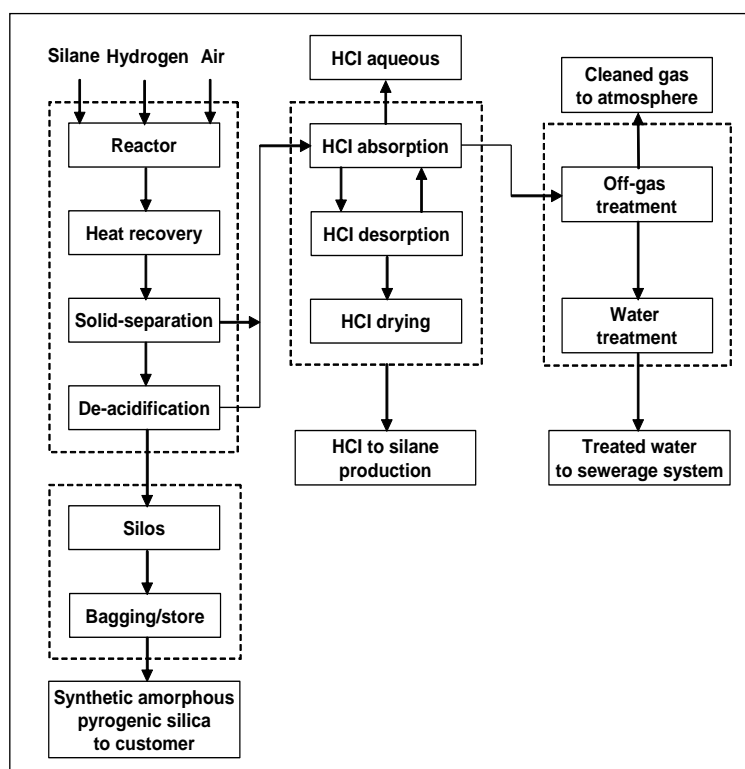 Silane Hydrogen Air
Reactor
Heat recovery
Solid-separation
De-acidification
Silos
Bagging/store
Synthetic amorphous
pyrogenic silica
to customer
HCl aqueous
HCl absorption
HCl desorption
HCl drying
HCl to silane
production
Cleaned gas
to atmosphere
Off-gas
treatment
Water
treatment
Treated water
to sewerage system